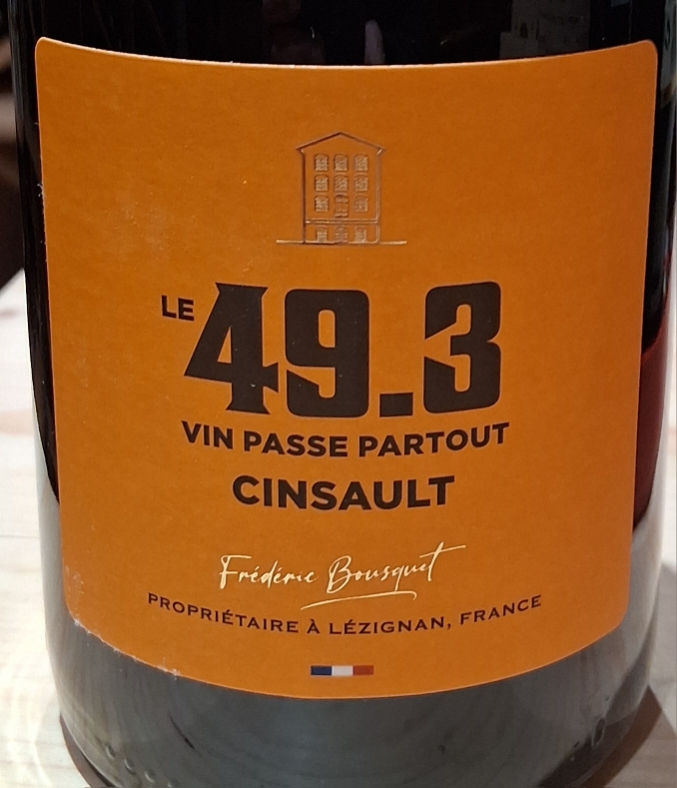 LE 49.3
VIN PASSE PARTOUT
CINSAULT
Frédéric Bousquet
PROPRIÉTAIRE À LÉZIGNAN, FRANCE